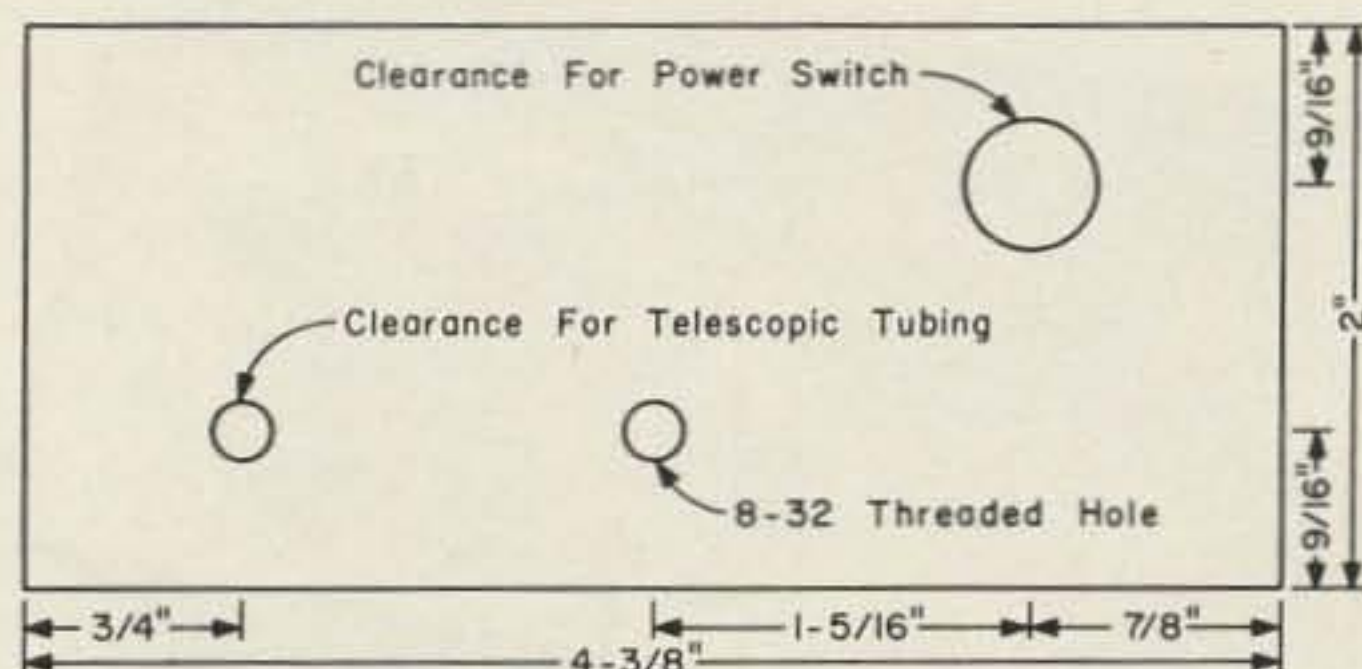 Clearance For Power Switch
9/16"
2"
Clearance For Telescopic Tubing
8-32 Threaded Hole
9/16"
3/4"
1-5/16"
7/8"
4-3/8"